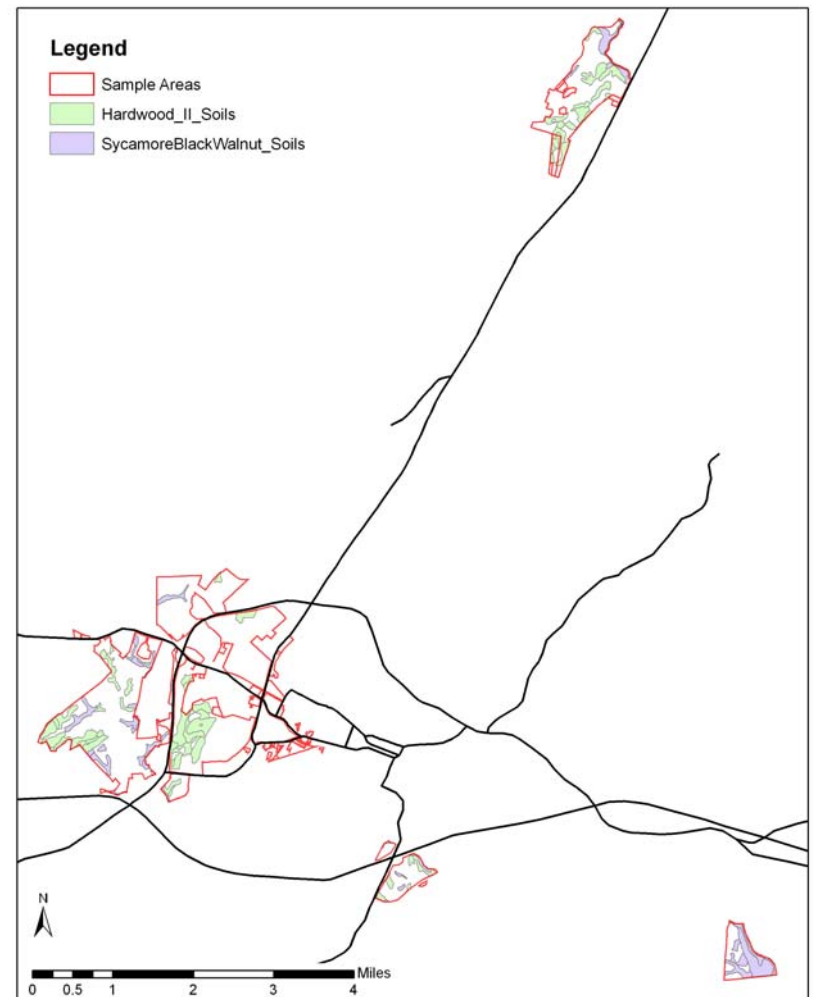 Legend
Sample Areas
Hardwood_II_Soils
SycamoreBlackWalnut_Soils
N
Miles
0 0.5 1 2 3 4